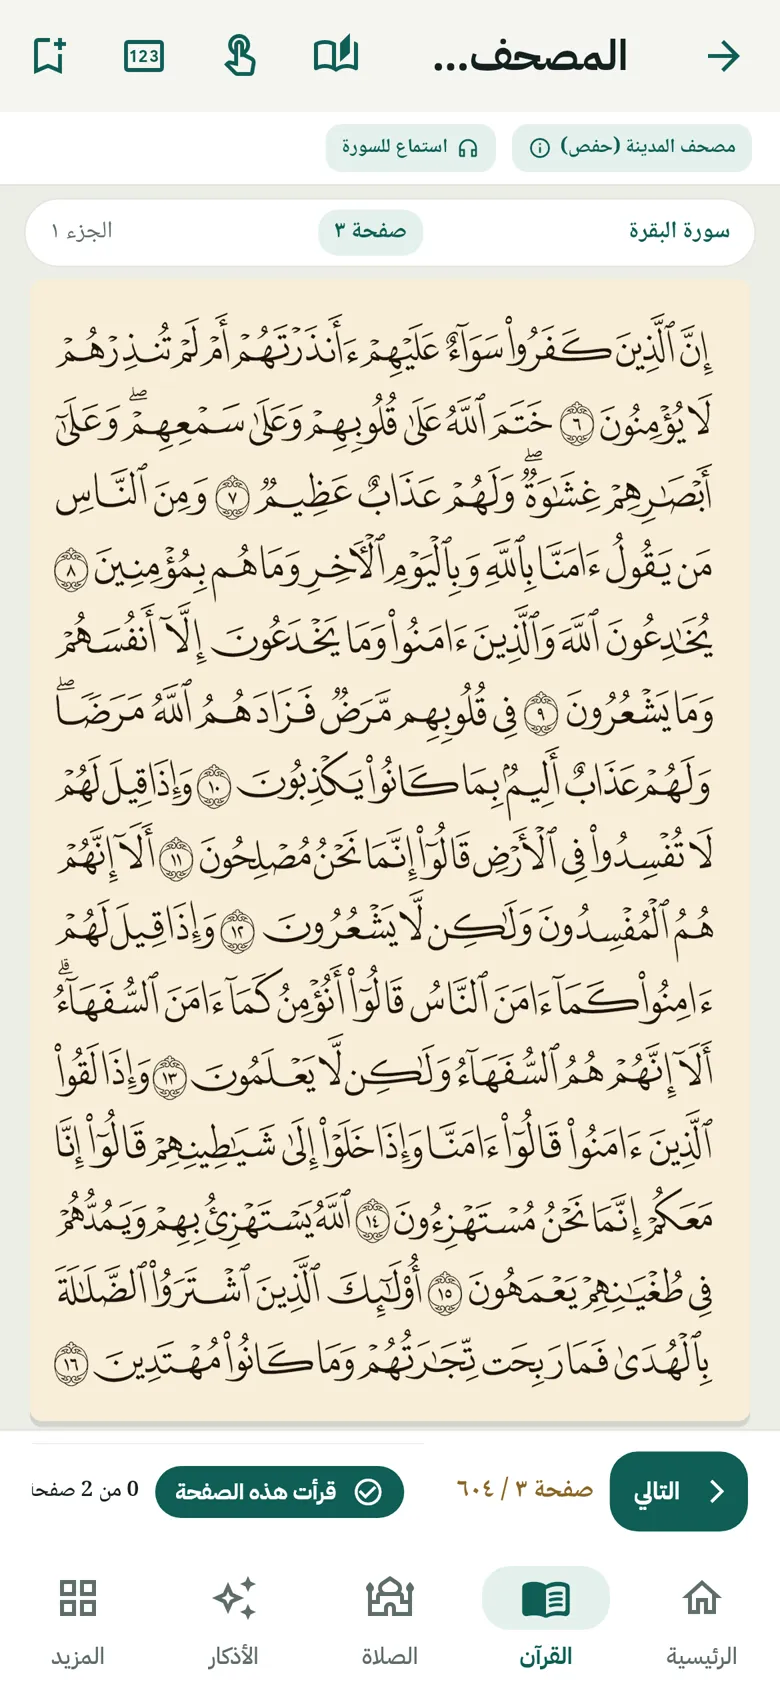 المصحف...
123
مصحف المدينة (حفص)
استماع للسورة
سورة البقرة
صفحة ٣
الجزء ١
إِنَّ ٱلَّذِينَ كَفَرُوا۟ سَوَآءٌ عَلَيْهِمْ ءَأَنذَرْتَهُمْ أَمْ لَمْ تُنذِرْهُمْ
لَا يُؤْمِنُونَ ٦ خَتَمَ ٱللَّهُ عَلَىٰ قُلُوبِهِمْ وَعَلَىٰ سَمْعِهِمْ ۖ وَعَلَىٰٓ
أَبْصَـٰرِهِمْ غِشَـٰوَةٌ ۖ وَلَهُمْ عَذَابٌ عَظِيمٌ ٧ وَمِنَ ٱلنَّاسِ
مَن يَقُولُ ءَامَنَّا بِٱللَّهِ وَبِٱلْيَوْمِ ٱلْـَٔاخِرِ وَمَا هُم بِمُؤْمِنِينَ ٨
يُخَـٰدِعُونَ ٱللَّهَ وَٱلَّذِينَ ءَامَنُوا۟ وَمَا يَخْدَعُونَ إِلَّآ أَنفُسَهُمْ
وَمَا يَشْعُرُونَ ٩ فِى قُلُوبِهِم مَّرَضٌ فَزَادَهُمُ ٱللَّهُ مَرَضًا ۖ
وَلَهُمْ عَذَابٌ أَلِيمٌۢ بِمَا كَانُوا۟ يَكْذِبُونَ ١٠ وَإِذَا قِيلَ لَهُمْ
لَا تُفْسِدُوا۟ فِى ٱلْأَرْضِ قَالُوٓا۟ إِنَّمَا نَحْنُ مُصْلِحُونَ ١١ أَلَآ إِنَّهُمْ
هُمُ ٱلْمُفْسِدُونَ وَلَـٰكِن لَّا يَشْعُرُونَ ١٢ وَإِذَا قِيلَ لَهُمْ
ءَامِنُوا۟ كَمَآ ءَامَنَ ٱلنَّاسُ قَالُوٓا۟ أَنُؤْمِنُ كَمَآ ءَامَنَ ٱلسُّفَهَآءُ ۗ
أَلَآ إِنَّهُمْ هُمُ ٱلسُّفَهَآءُ وَلَـٰكِن لَّا يَعْلَمُونَ ١٣ وَإِذَا لَقُوا۟
ٱلَّذِينَ ءَامَنُوا۟ قَالُوٓا۟ ءَامَنَّا وَإِذَا خَلَوْا۟ إِلَىٰ شَيَـٰطِينِهِمْ قَالُوٓا۟ إِنَّا
مَعَكُمْ إِنَّمَا نَحْنُ مُسْتَهْزِءُونَ ١٤ ٱللَّهُ يَسْتَهْزِئُ بِهِمْ وَيَمُدُّهُمْ
فِى طُغْيَـٰنِهِمْ يَعْمَهُونَ ١٥ أُو۟لَـٰٓئِكَ ٱلَّذِينَ ٱشْتَرَوُا۟ ٱلضَّلَـٰلَةَ
بِٱلْهُدَىٰ فَمَا رَبِحَت تِّجَـٰرَتُهُمْ وَمَا كَانُوا۟ مُهْتَدِينَ ١٦
التالي
صفحة ٣ / ٦٠٤
قرأت هذه الصفحة
0 من 2 صفحة
الرئيسية
القرآن
الصلاة
الأذكار
المزيد